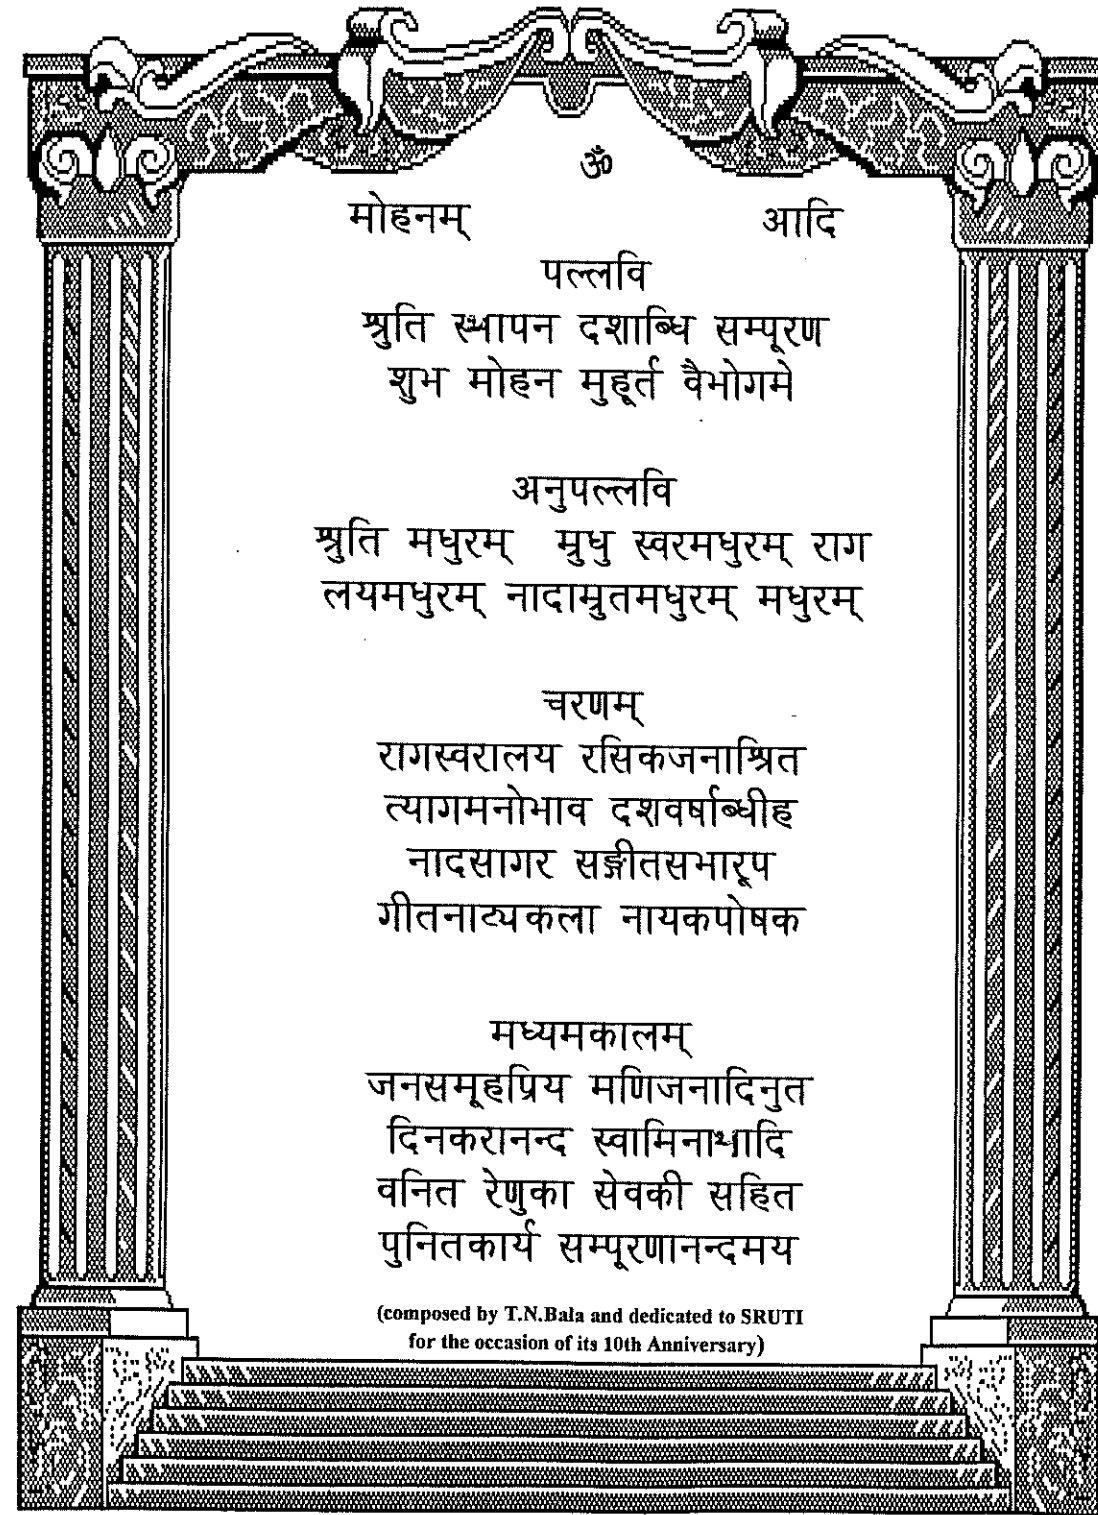 ॐ
मोहनम् आदि
पल्लवि
श्रुति स्थापन दशाब्धि सम्पूरण
शुभ मोहन मुहूर्त वैभोगमे
अनुपल्लवि
श्रुति मधुरम् म्रुधु स्वरमधुरम् राग
लयमधुरम् नादाम्रुतमधुरम् मधुरम्
चरणम्
रागस्वरालय रसिकजनाश्रित
त्यागमनोभाव दशवर्षाब्धीह
नादसागर सङ्गीतसभारूप
गीतनाट्यकला नायकपोषक
मध्यमकालम्
जनसमूहप्रिय मणिजनादिनुत
दिनकरानन्द स्वामिनाथादि
वनित रेणुका सेवकी सहित
पुनितकार्य सम्पूरणानन्दमय
(composed by T.N.Bala and dedicated to SRUTI
for the occasion of its 10th Anniversary)